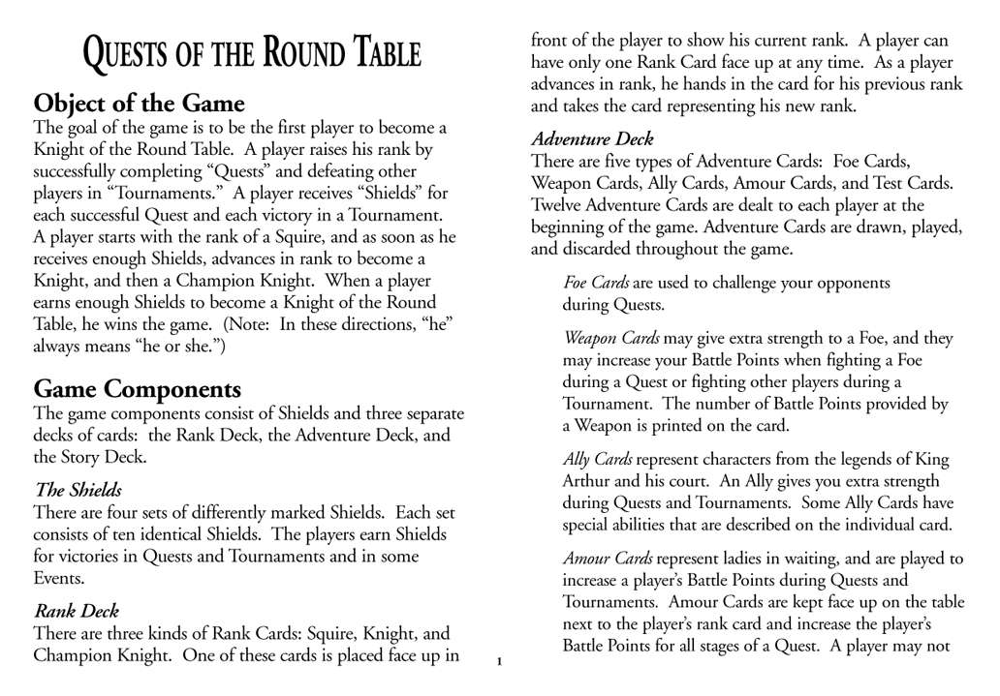 QUESTS OF THE ROUND TABLE
Object of the Game
The goal of the game is to be the first player to become a
Knight of the Round Table.  A player raises his rank by
successfully completing “Quests” and defeating other
players in “Tournaments.”  A player receives “Shields” for
each successful Quest and each victory in a Tournament.
A player starts with the rank of a Squire, and as soon as he
receives enough Shields, advances in rank to become a
Knight, and then a Champion Knight.  When a player
earns enough Shields to become a Knight of the Round
Table, he wins the game.  (Note:  In these directions, “he”
always means “he or she.”)
Game Components
The game components consist of Shields and three separate
decks of cards:  the Rank Deck, the Adventure Deck, and
the Story Deck.
The Shields
There are four sets of differently marked Shields.  Each set
consists of ten identical Shields.  The players earn Shields
for victories in Quests and Tournaments and in some
Events.
Rank Deck
There are three kinds of Rank Cards: Squire, Knight, and
Champion Knight.  One of these cards is placed face up in
front of the player to show his current rank.  A player can
have only one Rank Card face up at any time.  As a player
advances in rank, he hands in the card for his previous rank
and takes the card representing his new rank.
Adventure Deck
There are five types of Adventure Cards:  Foe Cards,
Weapon Cards, Ally Cards, Amour Cards, and Test Cards.
Twelve Adventure Cards are dealt to each player at the
beginning of the game. Adventure Cards are drawn, played,
and discarded throughout the game.
Foe Cards are used to challenge your opponents
during Quests.
Weapon Cards may give extra strength to a Foe, and they
may increase your Battle Points when fighting a Foe
during a Quest or fighting other players during a
Tournament.  The number of Battle Points provided by
a Weapon is printed on the card.
Ally Cards represent characters from the legends of King
Arthur and his court.  An Ally gives you extra strength
during Quests and Tournaments.  Some Ally Cards have
special abilities that are described on the individual card.
Amour Cards represent ladies in waiting, and are played to
increase a player’s Battle Points during Quests and
Tournaments.  Amour Cards are kept face up on the table
next to the player’s rank card and increase the player’s
Battle Points for all stages of a Quest.  A player may not
1